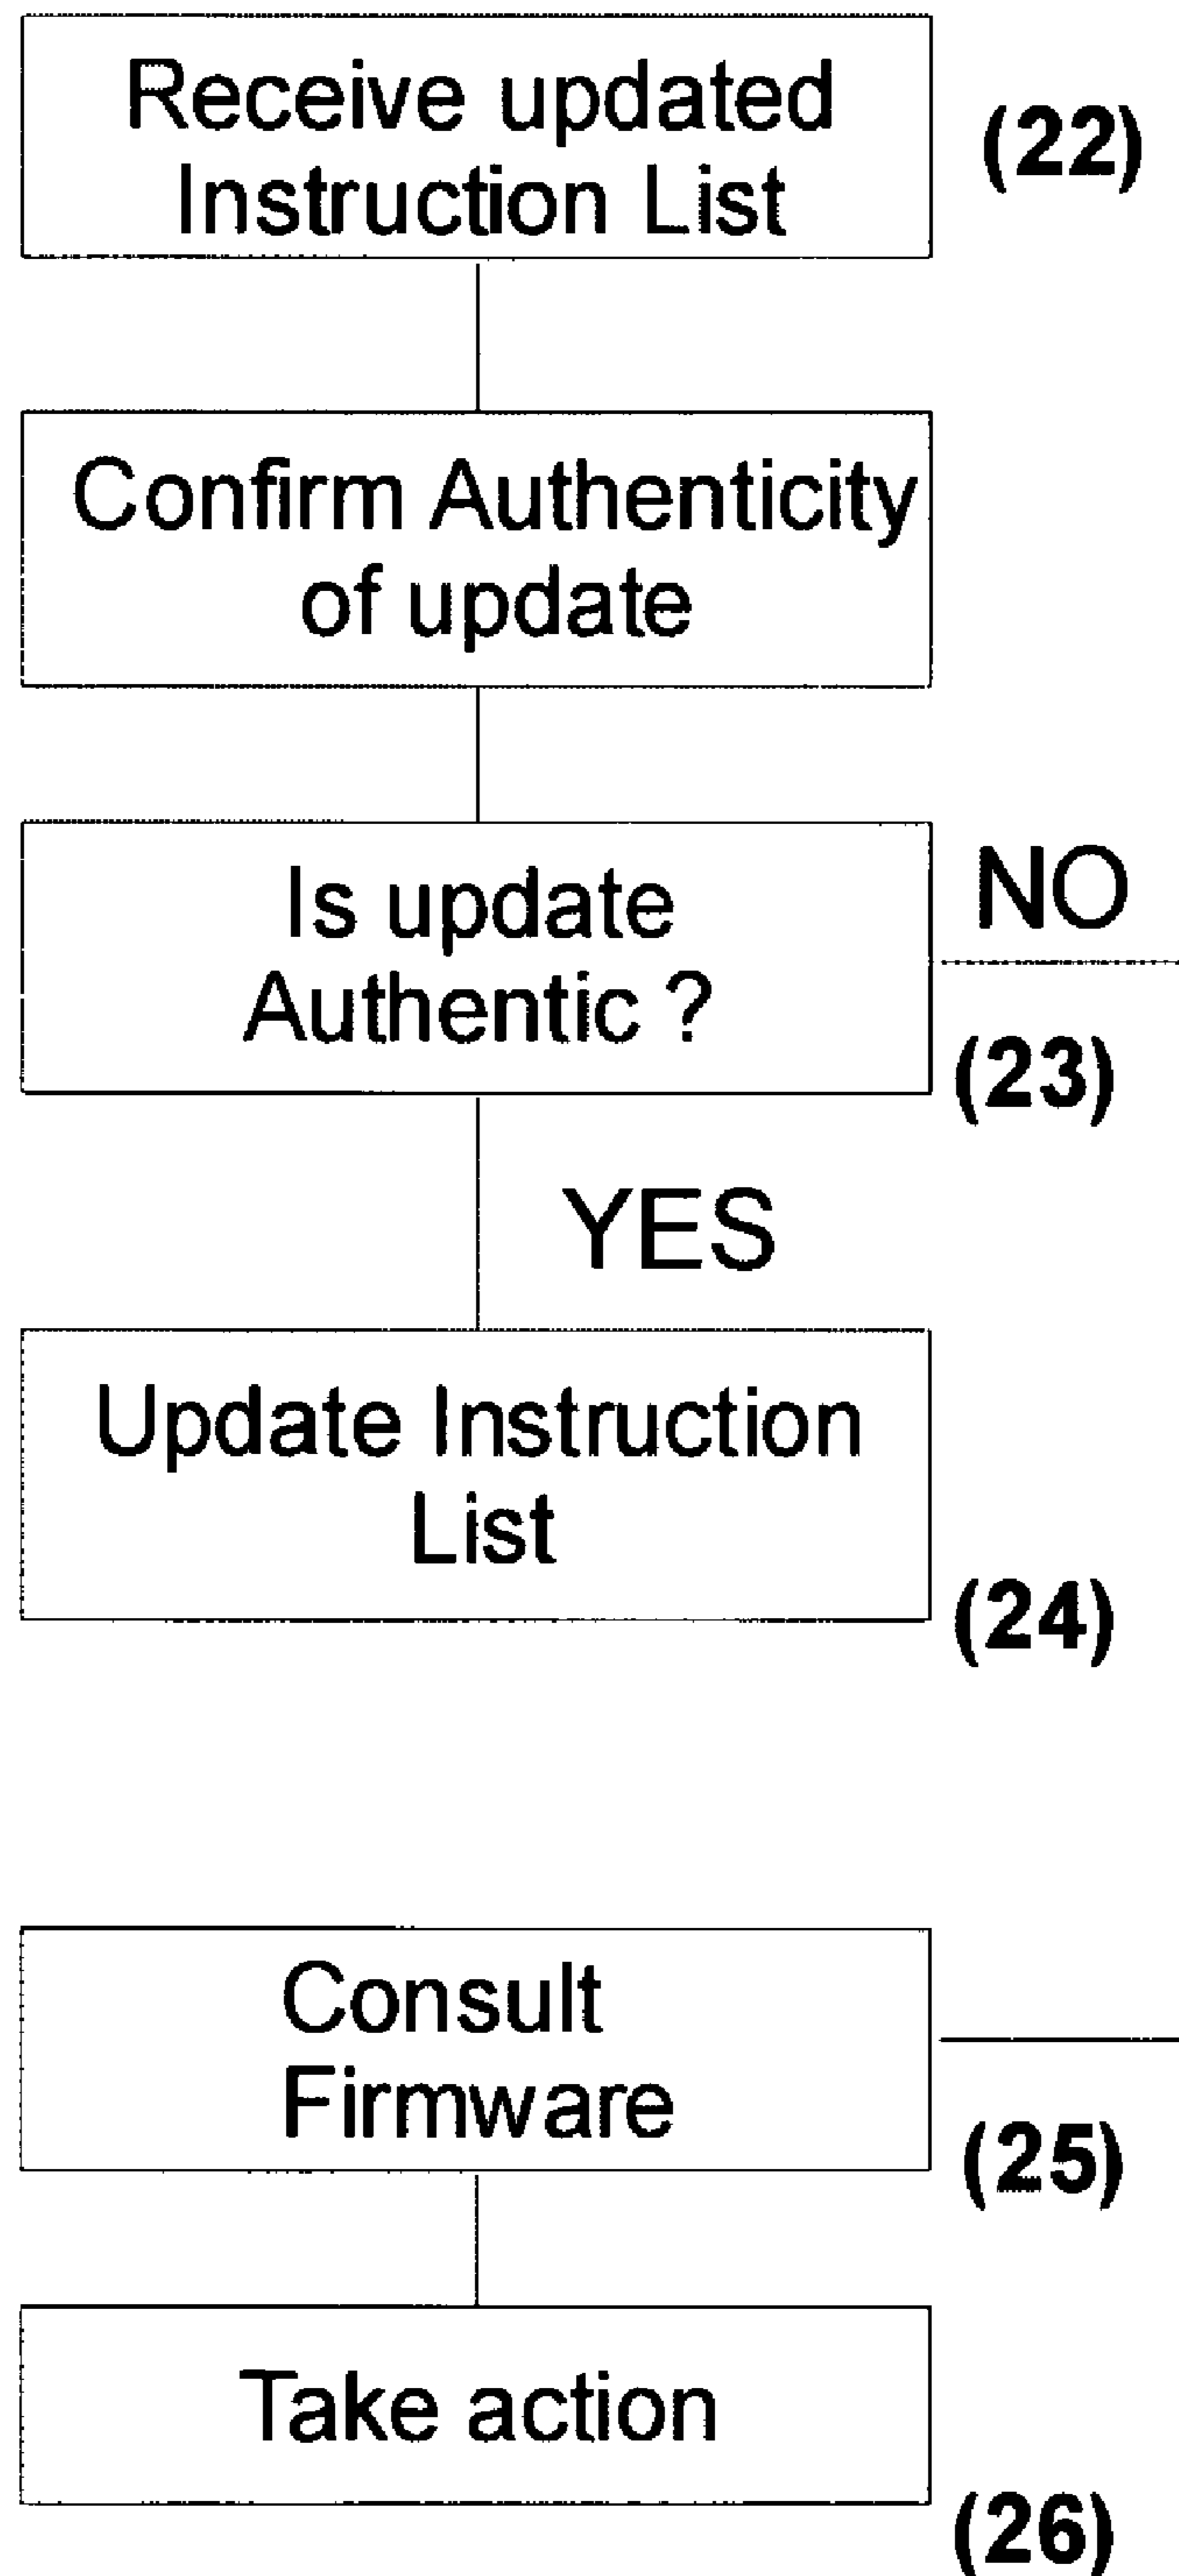 Receive updated
Instruction List
(22)
Confirm Authenticity
of update
Is update
Authentic ?
NO
(23)
YES
Update Instruction
List
(24)
Consult
Firmware
(25)
Take action
(26)